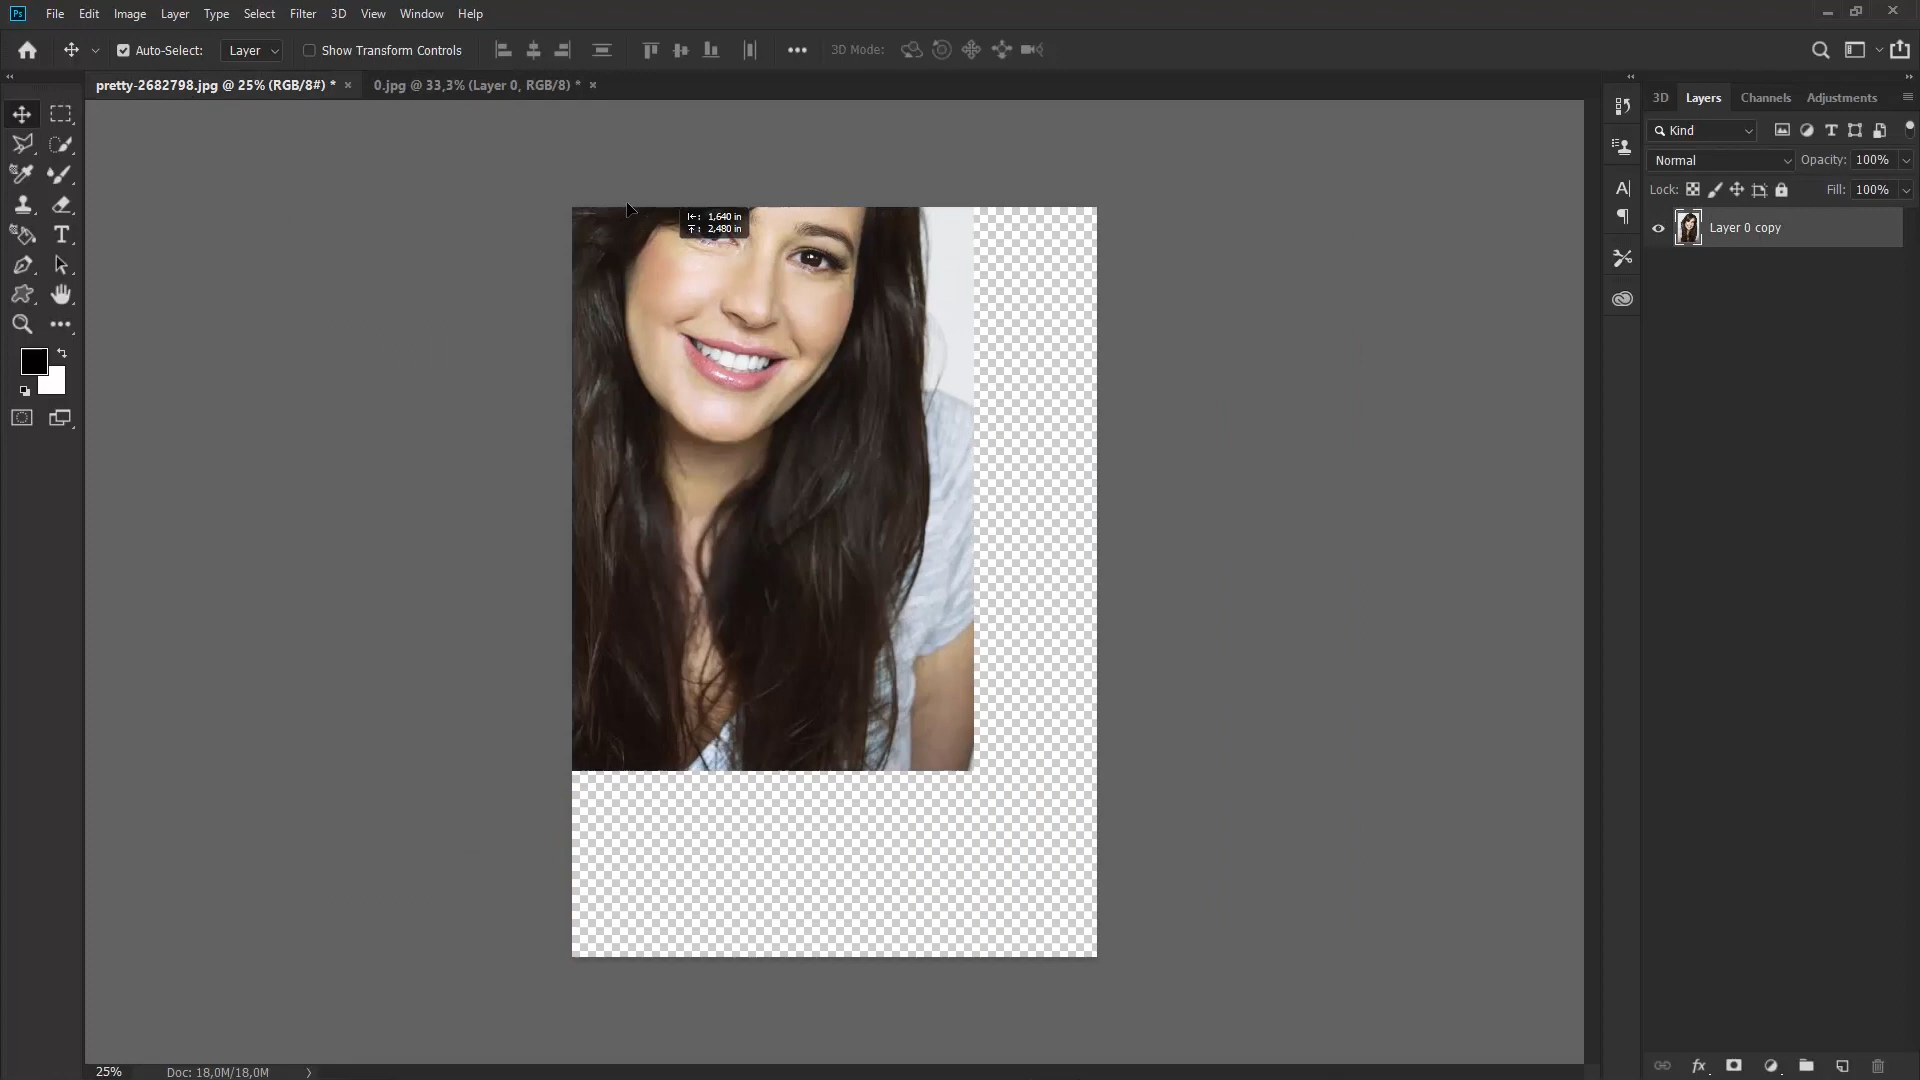 Ps File Edit Image Layer Type Select Filter 3D View Window Help
Auto-Select: Layer Show Transform Controls 3D Mode:
pretty-2682798.jpg @ 25% (RGB/8#) * × 0.jpg @ 33,3% (Layer 0, RGB/8) * ×
3D Layers Channels Adjustments
Kind
Normal Opacity: 100%
Lock: Fill: 100%
Layer 0 copy
1,640 in
2,480 in
25% Doc: 18,0M/18,0M